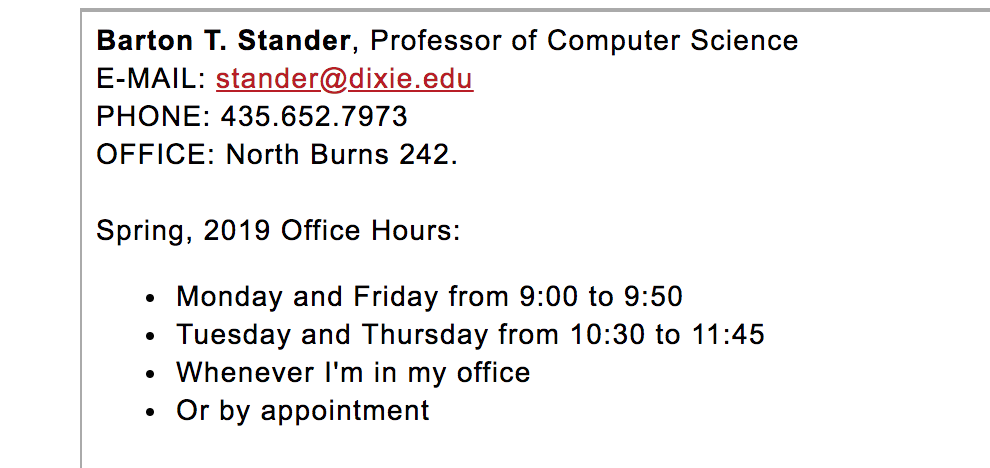 Barton T. Stander, Professor of Computer Science
E-MAIL: stander@dixie.edu
PHONE: 435.652.7973
OFFICE: North Burns 242.
Spring, 2019 Office Hours:
• Monday and Friday from 9:00 to 9:50
• Tuesday and Thursday from 10:30 to 11:45
• Whenever I'm in my office
• Or by appointment